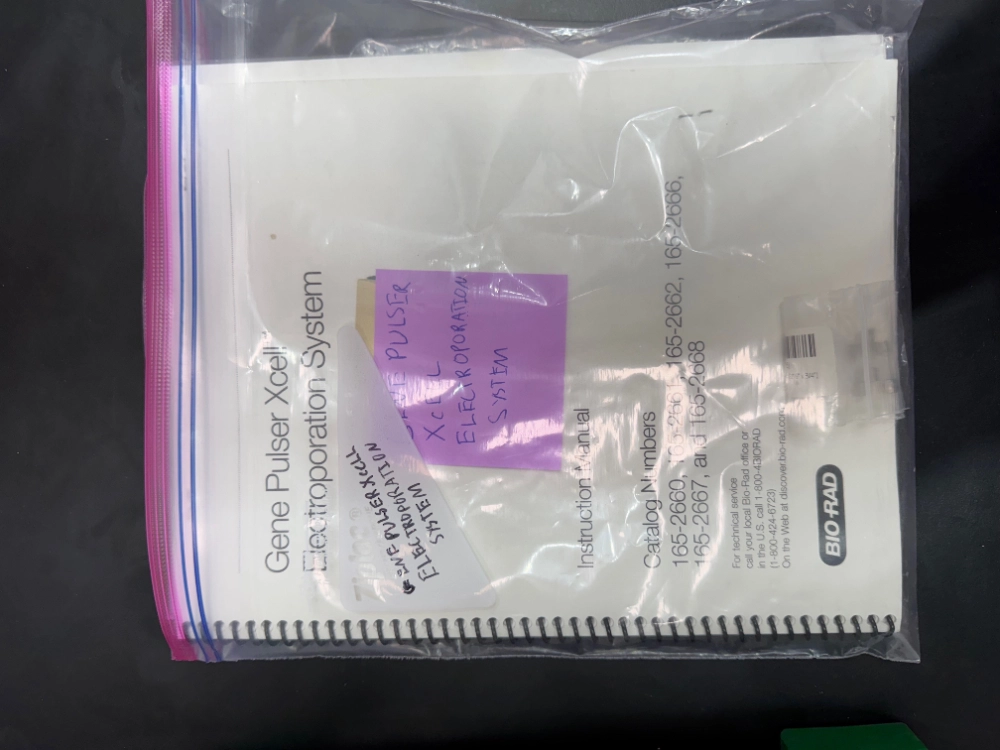 Gene Pulser Xcell™
Electroporation System
Ziploc®
GENE PULSER XCELL
ELECTROPORATION
SYSTEM
PULSER
XCELL
ELECTROPORATION
SYSTEM
Instruction Manual
Catalog Numbers
165-2660, 165-2661, 165-2662, 165-2666,
165-2667, and 165-2668
For technical service
call your local Bio-Rad office or
in the U.S. call 1-800-4BIORAD
(1-800-424-6723)
On the Web at discover.bio-rad.com
BIO-RAD